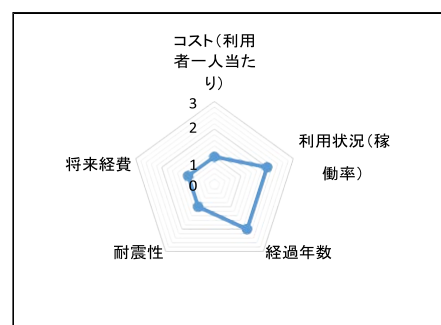 コスト（利用
者一人当た
り）
3
2
1
0
利用状況（稼
働率）
将来経費
耐震性
経過年数